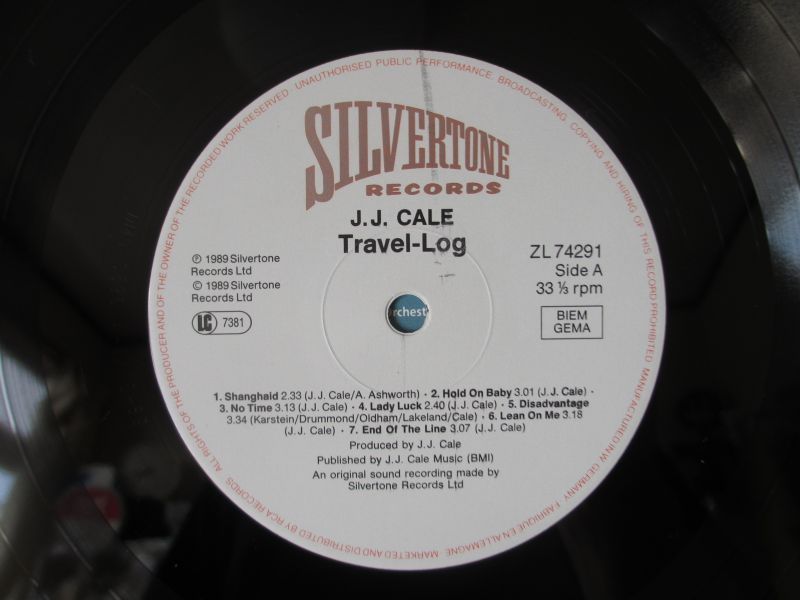 ALL RIGHTS OF THE PRODUCER AND OF THE OWNER OF THE RECORDED WORK RESERVED. UNAUTHORISED PUBLIC PERFORMANCE, BROADCASTING, COPYING AND HIRING OF THIS RECORD PROHIBITED. MANUFACTURED IN W. GERMANY. FABRIQUE EN ALLEMAGNE
MARKETED AND DISTRIBUTED BY RCA RECORDS.
SILVERTONE
RECORDS
J.J. CALE
Travel-Log
℗ 1989 Silvertone
Records Ltd
© 1989 Silvertone
Records Ltd
LC 7381
ZL 74291
Side A
33 ⅓ rpm
BIEM
GEMA
rchest
1. Shanghaid 2.33 (J.J. Cale/A. Ashworth) · 2. Hold On Baby 3.01 (J.J. Cale) ·
3. No Time 3.13 (J.J. Cale) · 4. Lady Luck 2.40 (J.J. Cale) · 5. Disadvantage
3.34 (Karstein/Drummond/Oldham/Lakeland/Cale) · 6. Lean On Me 3.18
(J.J. Cale) · 7. End Of The Line 3.07 (J.J. Cale)
Produced by J.J. Cale
Published by J.J. Cale Music (BMI)
An original sound recording made by
Silvertone Records Ltd